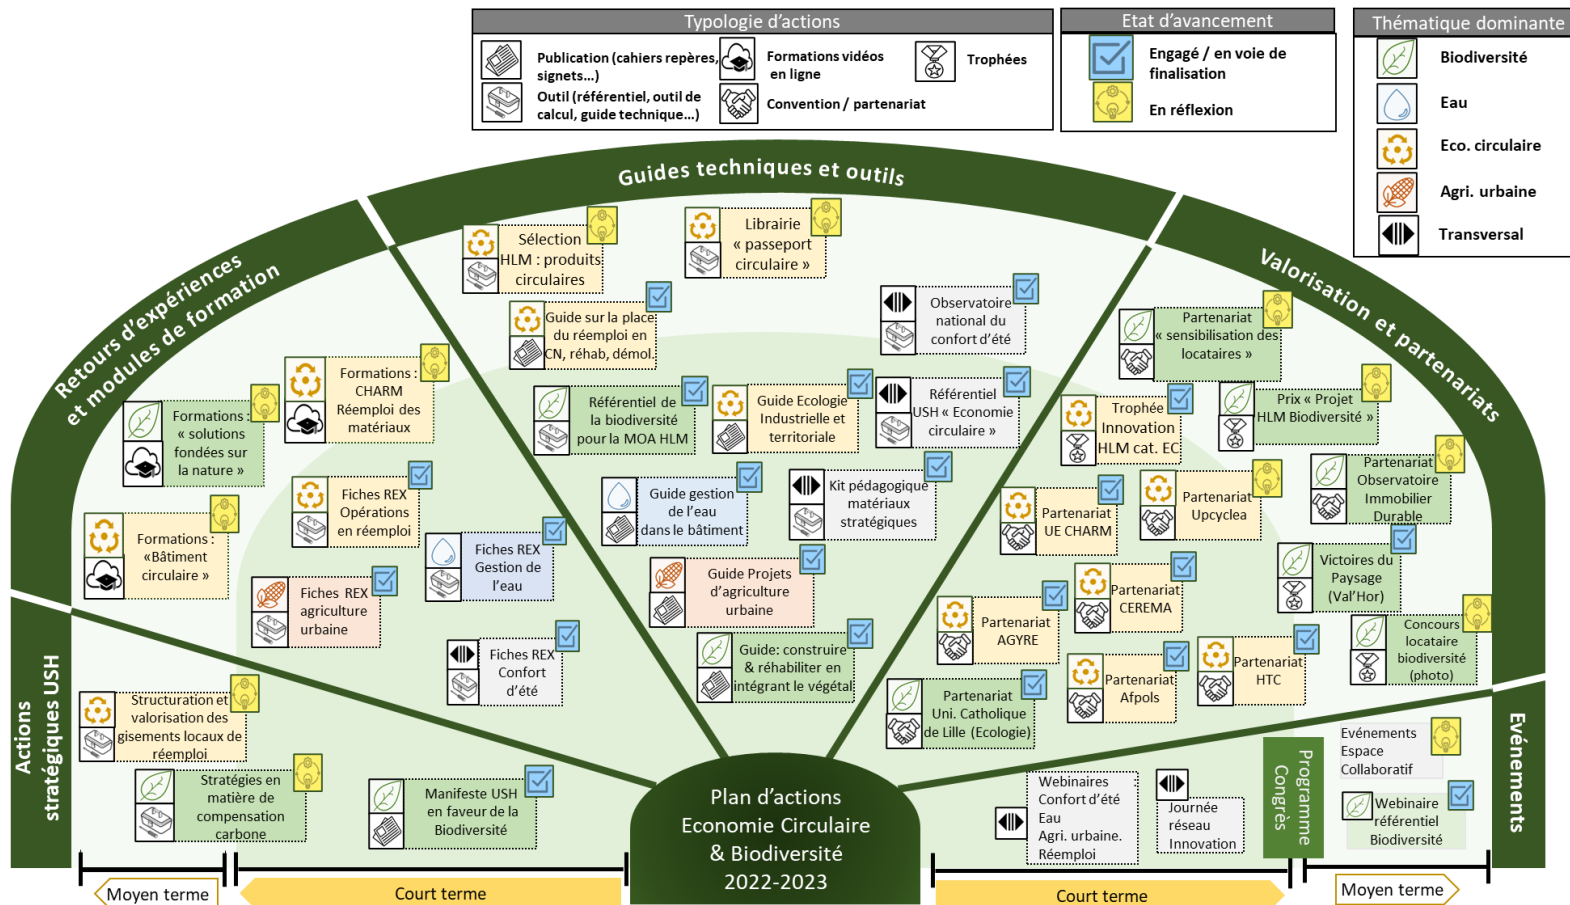 Typologie d'actions
Publication (cahiers repères,
signets...)
Outil (référentiel, outil de
calcul, guide technique...)
Formations vidéos
en ligne
Convention / partenariat
Trophées
Etat d'avancement
Engagé / en voie de
finalisation
En réflexion
Thématique dominante
Biodiversité
Eau
Eco. circulaire
Agri. urbaine
Transversal
Actions
stratégiques USH
Structuration et
valorisation des
gisements locaux de
réemploi
Stratégies en
matière de
compensation
carbone
Manifeste USH
en faveur de la
Biodiversité
Retours d'expériences
et modules de formation
Formations :
CHARM
Réemploi des
matériaux
Formations :
« solutions
fondées sur
la nature »
Formations :
«Bâtiment
circulaire »
Fiches REX
Opérations
en réemploi
Fiches REX
Gestion de
l'eau
Fiches REX
agriculture
urbaine
Fiches REX
Confort
d'été
Guides techniques et outils
Sélection
HLM : produits
circulaires
Librairie
« passeport
circulaire »
Guide sur la place
du réemploi en
CN, réhab, démol.
Observatoire
national du
confort d'été
Référentiel de
la biodiversité
pour la MOA HLM
Guide Ecologie
Industrielle et
territoriale
Référentiel
USH « Economie
circulaire »
Guide gestion
de l'eau
dans le bâtiment
Kit pédagogique
matériaux
stratégiques
Guide Projets
d'agriculture
urbaine
Guide: construire
& réhabiliter en
intégrant le végétal
Valorisation et partenariats
Partenariat
« sensibilisation des
locataires »
Trophée
Innovation
HLM cat. EC
Prix « Projet
HLM Biodiversité »
Partenariat
Observatoire
Immobilier
Durable
Partenariat
UE CHARM
Partenariat
Upcyclea
Victoires du
Paysage
(Val'Hor)
Partenariat
CEREMA
Partenariat
AGYRE
Concours
locataire
biodiversité
(photo)
Partenariat
Afpols
Partenariat
HTC
Partenariat
Uni. Catholique
de Lille (Ecologie)
Evénements
Webinaires
Confort d'été
Eau
Agri. urbaine.
Réemploi
Journée
réseau
Innovation
Programme
Congrès
Evénements
Espace
Collaboratif
Webinaire
référentiel
Biodiversité
Plan d'actions
Economie Circulaire
& Biodiversité
2022-2023
Moyen terme
Court terme
Court terme
Moyen terme